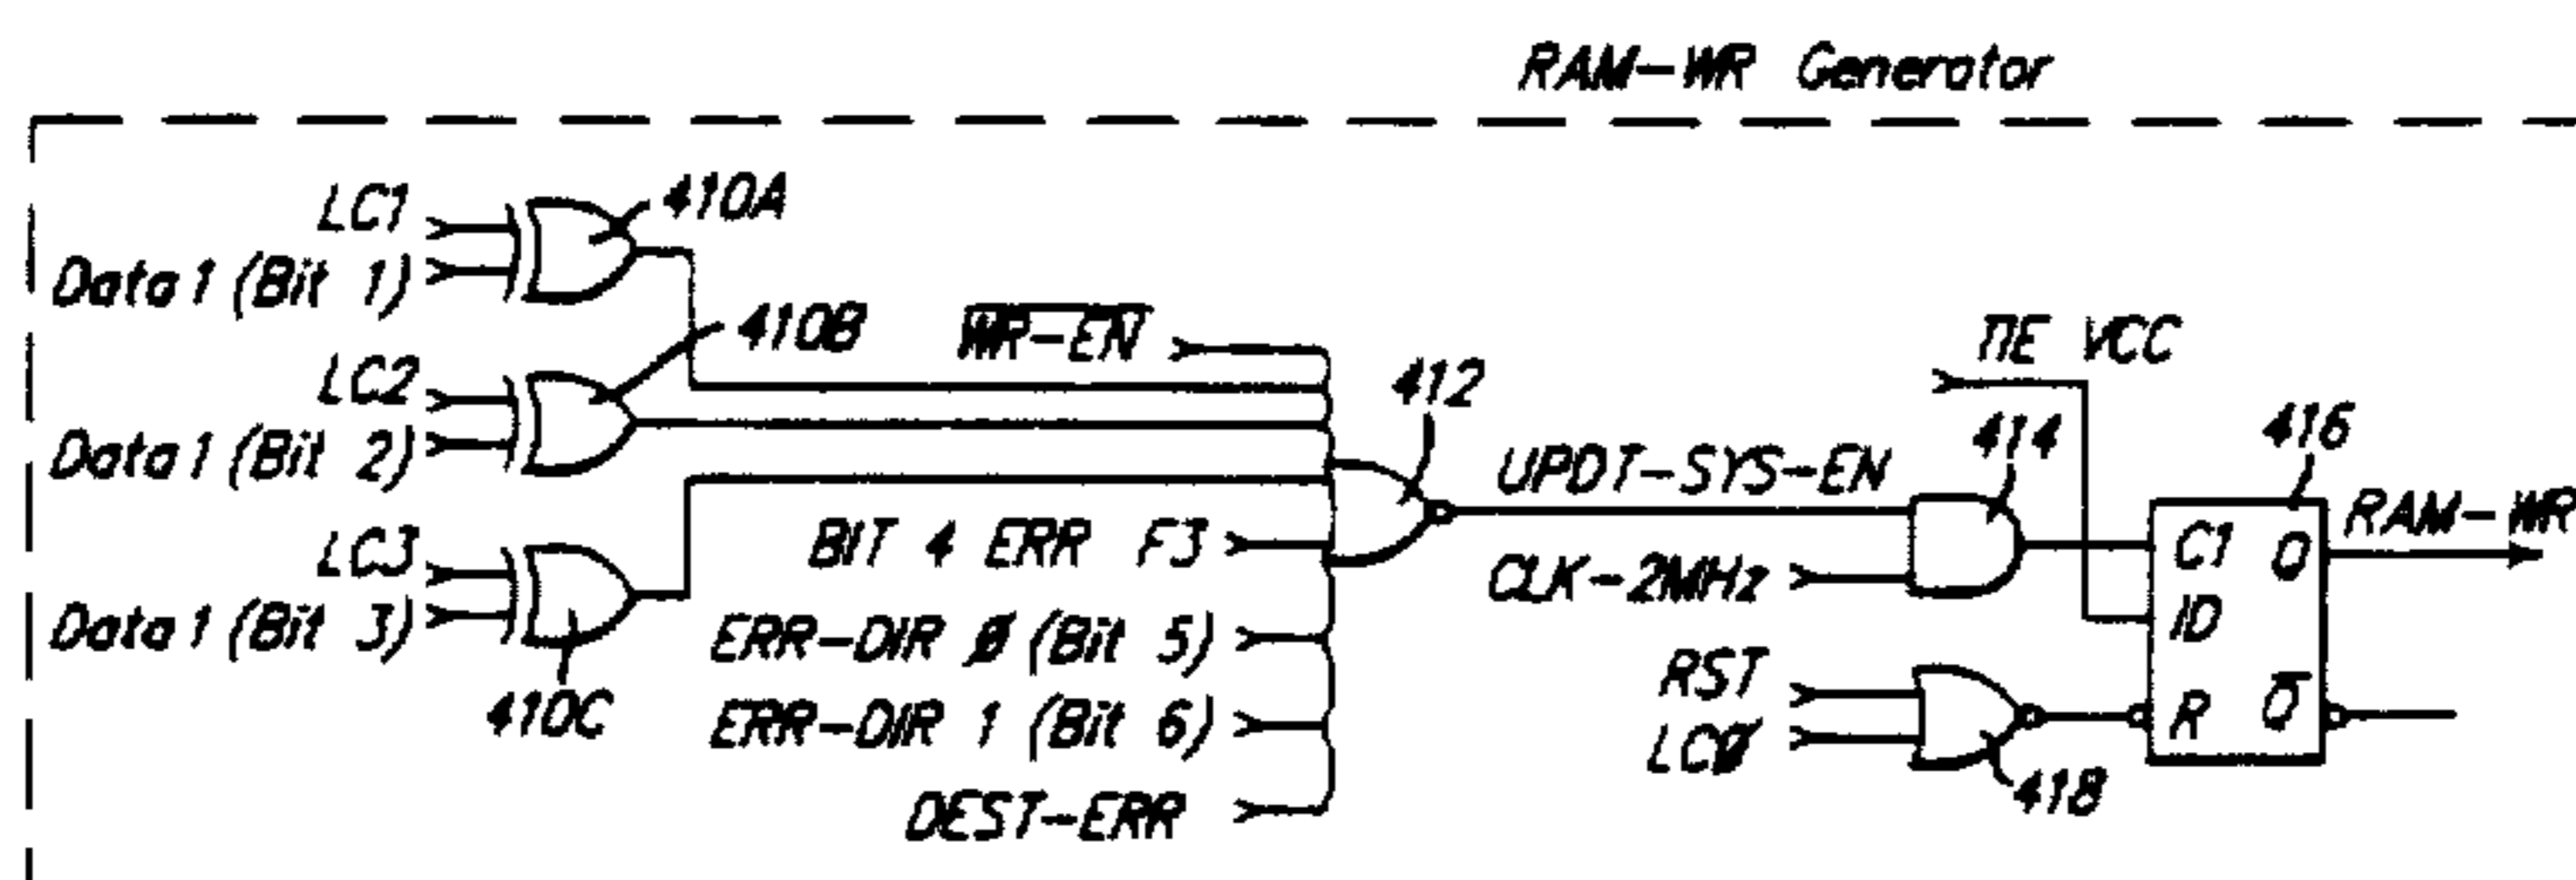 RAM-WR Generator
LC1
410A
Data 1 (Bit 1)
410B
WR-EN
TIE VCC
LC2
412
Data 1 (Bit 2)
UPDT-SYS-EN
414
416
RAM-WR
LC3
BIT 4 ERR F3
CLK-2MHz
C1 Q
Data 1 (Bit 3)
ERR-DIR Ø (Bit 5)
1D
410C
ERR-DIR 1 (Bit 6)
RST
R Q̅
LCØ
418
DEST-ERR